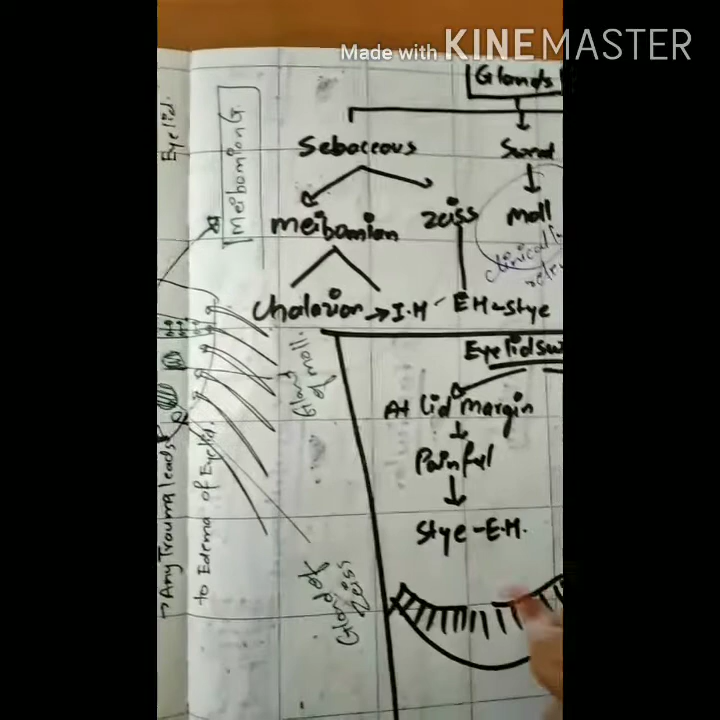 Made with KINEMASTER
Glands
Sebaceous
Sweat
Meibomian
Zeiss
Moll
Clinically
Chalazion → I.H
E.H - Stye
Eyelid Sw
At Lid Margin
Painful
Stye - E.H.
Eyelid.
Meibomian G
Gland of moll.
Gland of Zeiss
→ Any Trauma leads
to Edema of Eyelid.